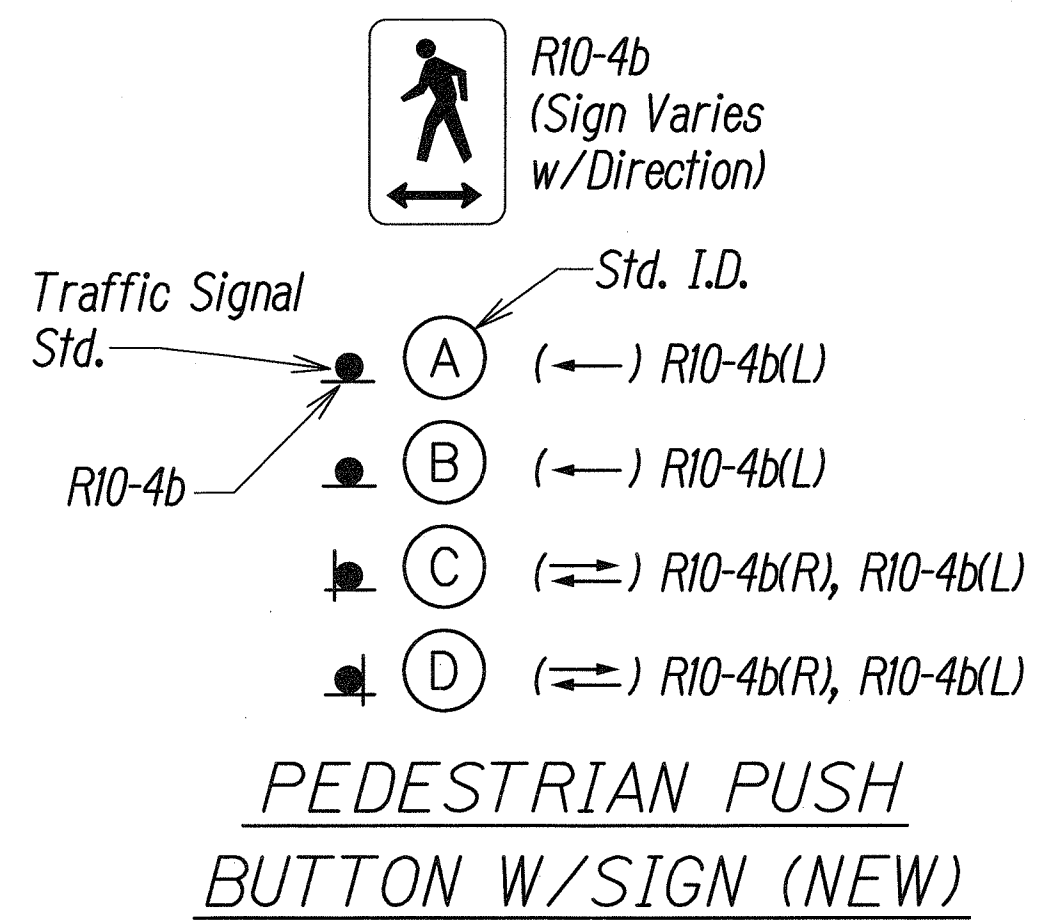 R10-4b
(Sign Varies
w/Direction)
Std. I.D.
Traffic Signal
Std.
A (←) R10-4b(L)
R10-4b
B (←) R10-4b(L)
C (⇄) R10-4b(R), R10-4b(L)
D (⇄) R10-4b(R), R10-4b(L)
PEDESTRIAN PUSH
BUTTON W/SIGN (NEW)